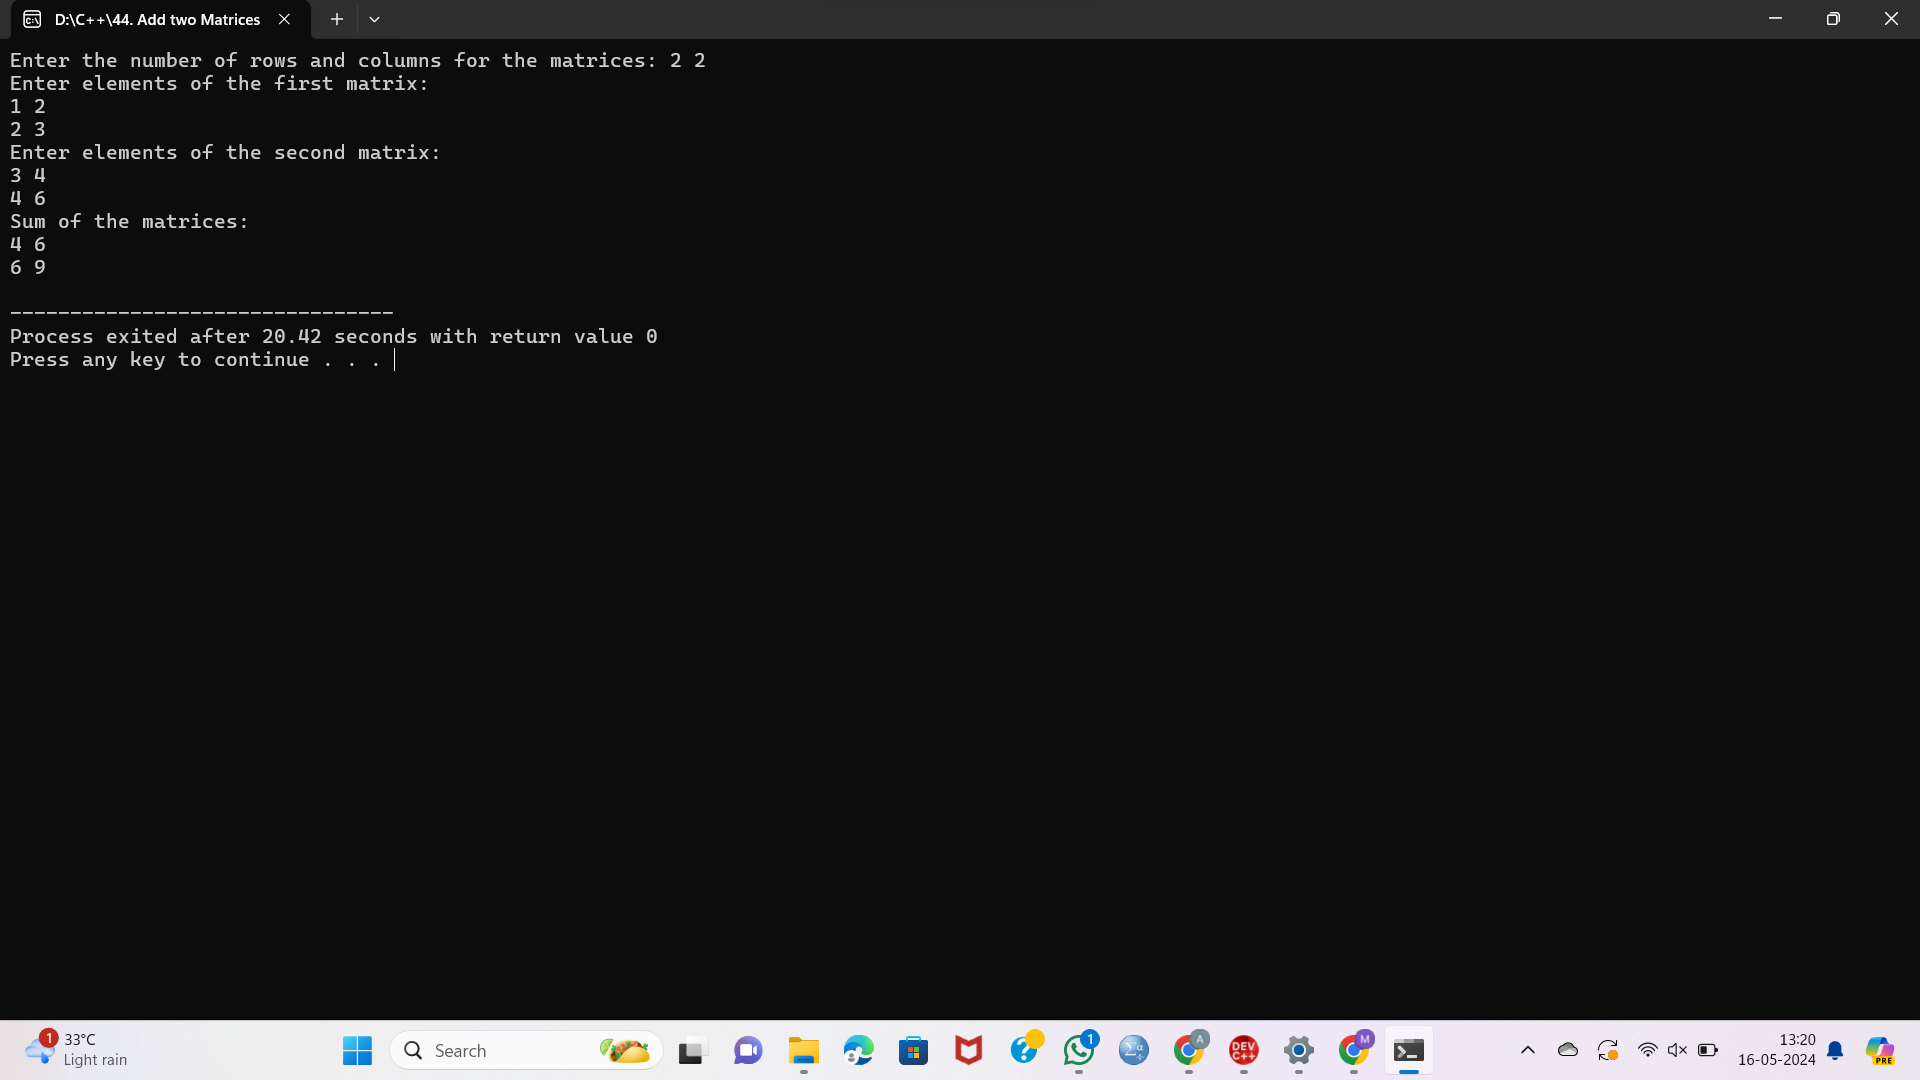 D:\C++\44. Add two Matrices
Enter the number of rows and columns for the matrices: 2 2
Enter elements of the first matrix:
1 2
2 3
Enter elements of the second matrix:
3 4
4 6
Sum of the matrices:
4 6
6 9
--------------------------------
Process exited after 20.42 seconds with return value 0
Press any key to continue . . .
1
33°C
Light rain
Search
1
A
DEV
C++
M
13:20
16-05-2024
PRE